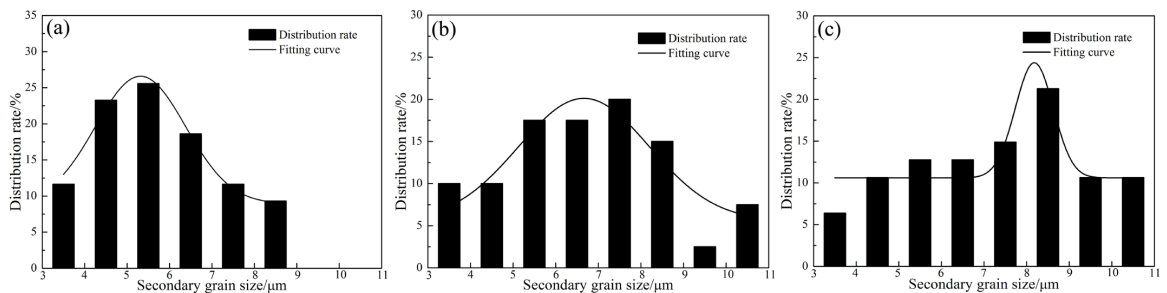 (a)
Distribution rate
Fitting curve
Distribution rate/%
35
30
25
20
15
10
5
0
3 4 5 6 7 8 9 10 11
Secondary grain size/μm
(b)
Distribution rate
Fitting curve
Distribution rate/%
30
25
20
15
10
5
0
3 4 5 6 7 8 9 10 11
Secondary grain size/μm
(c)
Distribution rate
Fitting curve
Distribution rate/%
30
25
20
15
10
5
0
3 4 5 6 7 8 9 10 11
Secondary grain size/μm